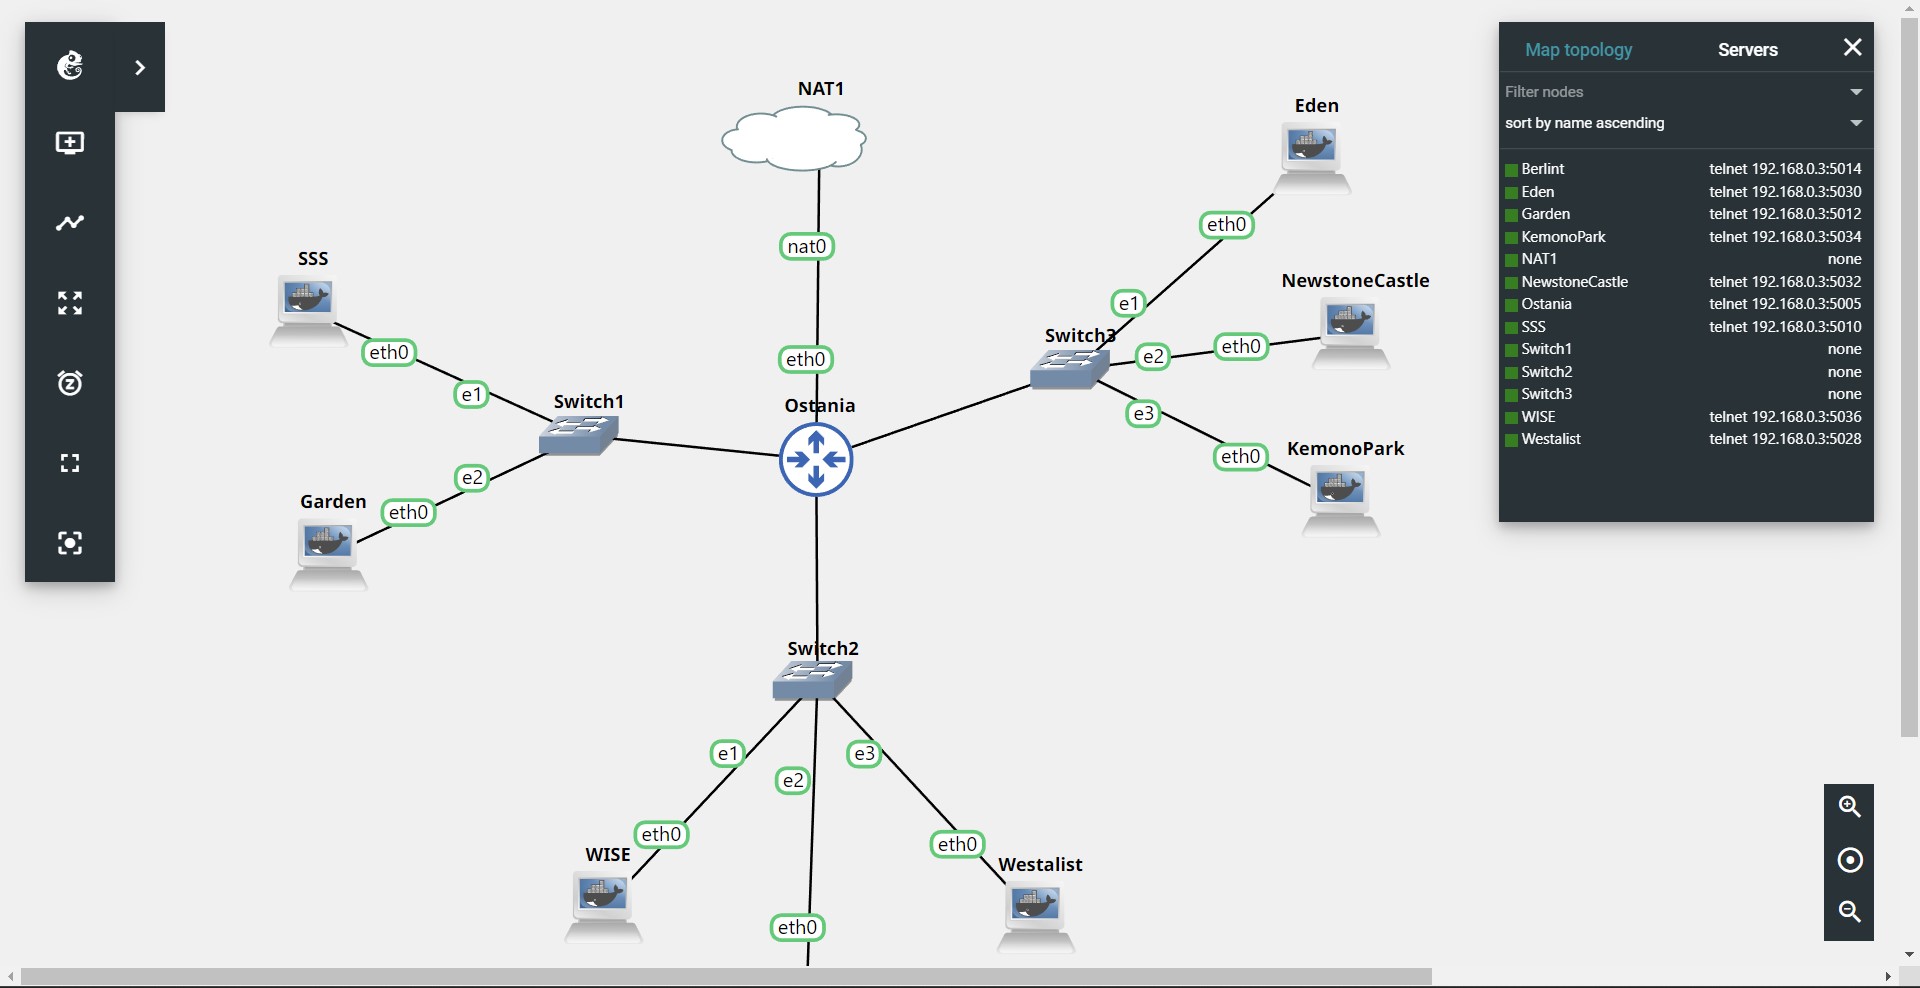 Map topology
Servers
Filter nodes
sort by name ascending
Berlint telnet 192.168.0.3:5014
Eden telnet 192.168.0.3:5030
Garden telnet 192.168.0.3:5012
KemonoPark telnet 192.168.0.3:5034
NAT1 none
NewstoneCastle telnet 192.168.0.3:5032
Ostania telnet 192.168.0.3:5005
SSS telnet 192.168.0.3:5010
Switch1 none
Switch2 none
Switch3 none
WISE telnet 192.168.0.3:5036
Westalist telnet 192.168.0.3:5028
NAT1
nat0
eth0
Ostania
Eden
eth0
e1
NewstoneCastle
Switch3
e2
eth0
e3
eth0
KemonoPark
SSS
eth0
e1
Switch1
e2
eth0
Garden
Switch2
e1
e2
e3
eth0
eth0
WISE
Westalist
eth0